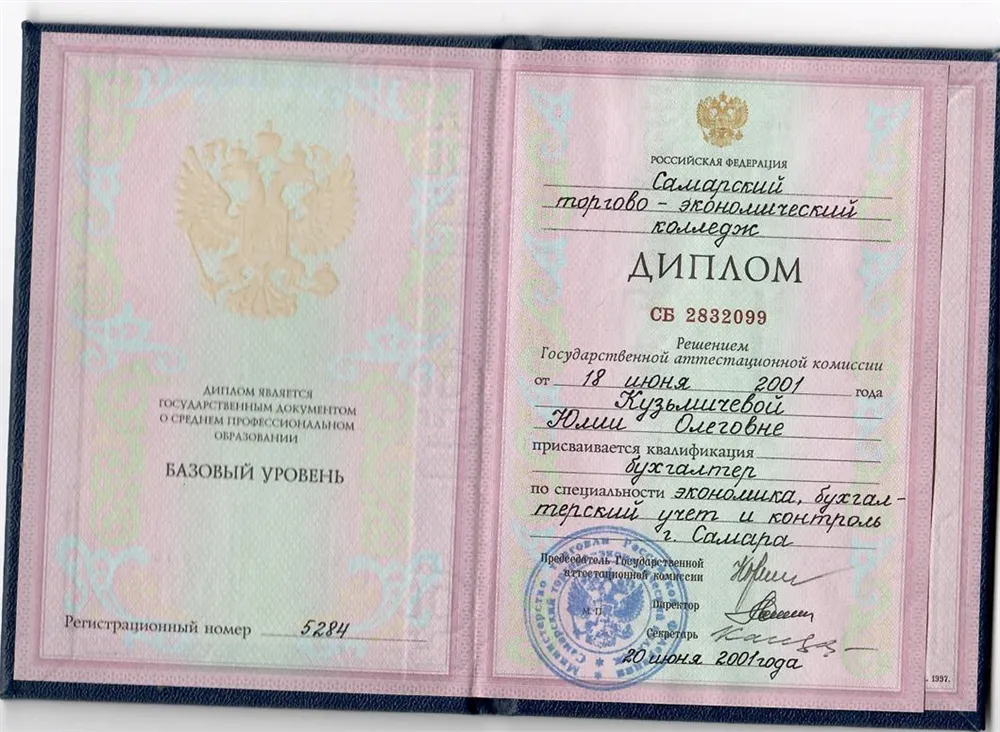 ДИПЛОМ ЯВЛЯЕТСЯ
ГОСУДАРСТВЕННЫМ ДОКУМЕНТОМ
О СРЕДНЕМ ПРОФЕССИОНАЛЬНОМ
ОБРАЗОВАНИИ
БАЗОВЫЙ УРОВЕНЬ
Регистрационный номер 5284
РОССИЙСКАЯ ФЕДЕРАЦИЯ
Самарский
торгово - экономический
колледж
ДИПЛОМ
СБ 2832099
Решением
Государственной аттестационной комиссии
от 18 июня 2001 года
Кузьмичевой
Юлии Олеговне
присваивается квалификация
бухгалтер
по специальности экономика, бухгал-
терский учет и контроль
г. Самара
Председатель Государственной
аттестационной комиссии
М.П.
Директор
Секретарь
20 июня 2001 года
1997.